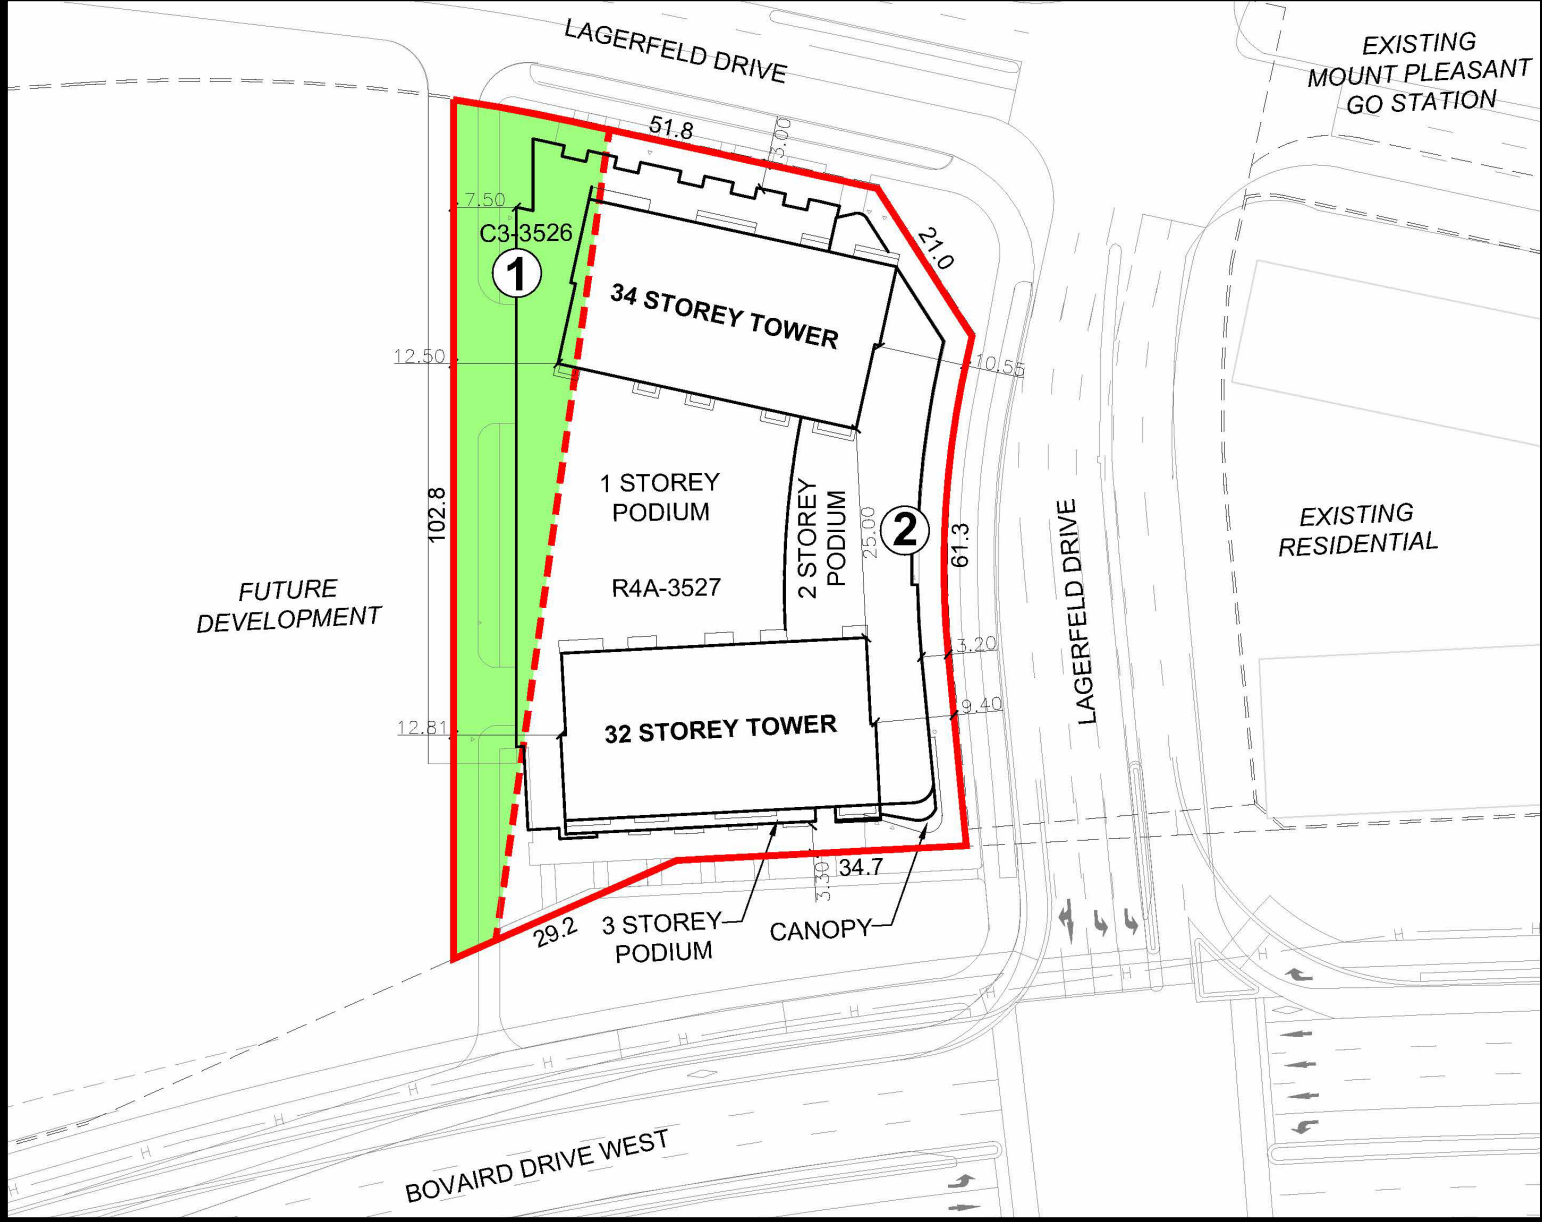 LAGERFELD DRIVE
EXISTING
MOUNT PLEASANT
GO STATION
51.8
3.00
7.50
C3-3526
1
21.0
34 STOREY TOWER
12.50
10.55
1 STOREY
PODIUM
2 STOREY
PODIUM
25.00
2
61.3
102.8
LAGERFELD DRIVE
EXISTING
RESIDENTIAL
R4A-3527
FUTURE
DEVELOPMENT
3.20
9.40
12.81
32 STOREY TOWER
3.30
34.7
29.2
3 STOREY
PODIUM
CANOPY
H
H
H
H
H
H
H
H
H
H
H
H
H
BOVAIRD DRIVE WEST